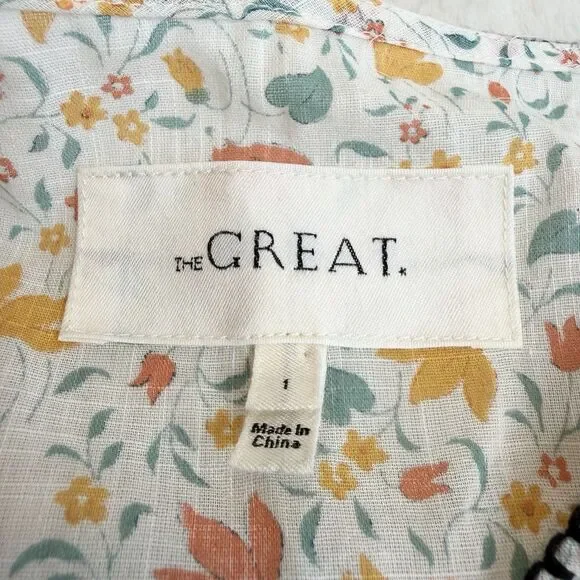 THE GREAT.*
1
Made In
China